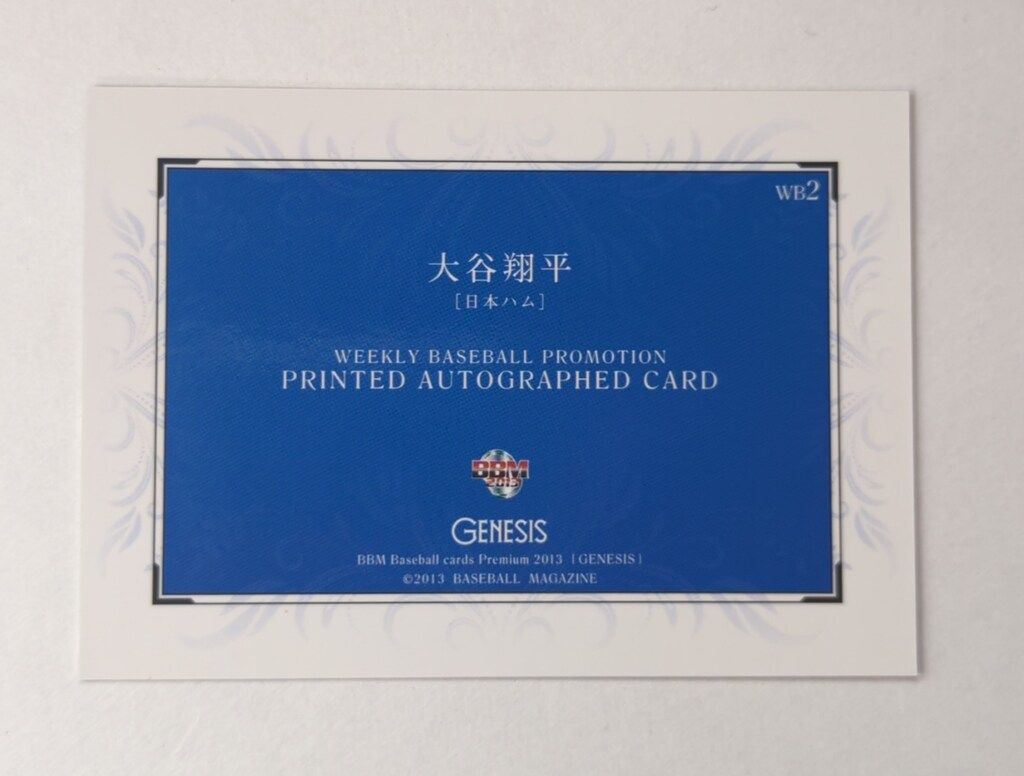 WB2
大谷翔平
[日本ハム]
WEEKLY BASEBALL PROMOTION
PRINTED AUTOGRAPHED CARD
BBM
2013
GENESIS
BBM Baseball cards Premium 2013 [GENESIS]
©2013 BASEBALL MAGAZINE